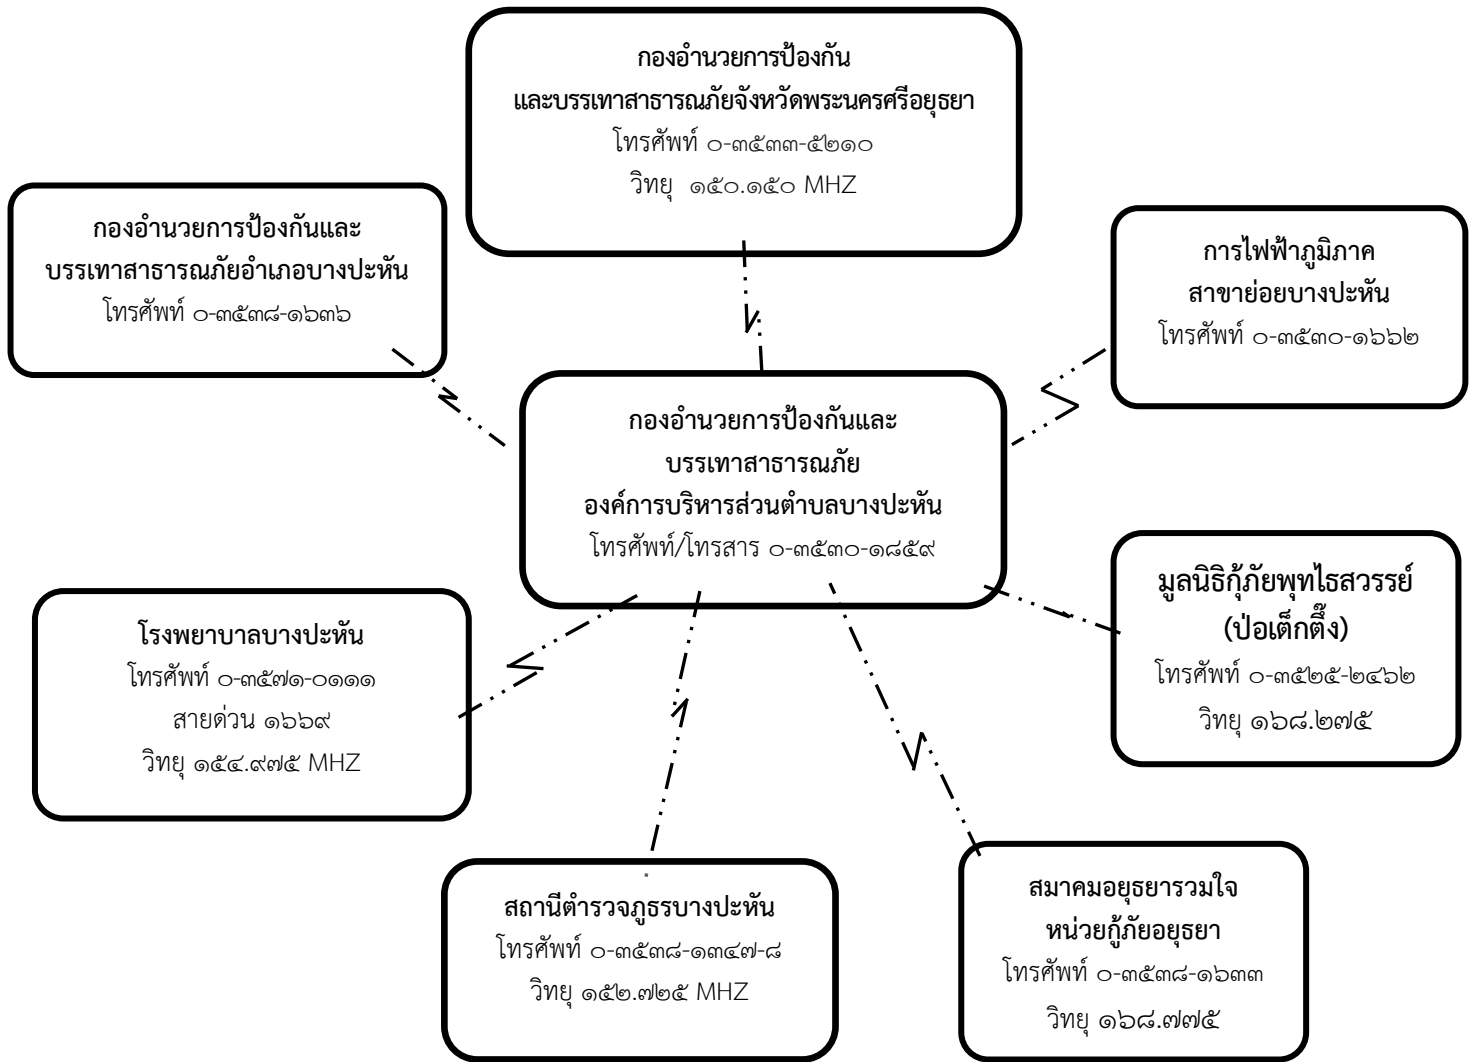 กองอำนวยการป้องกัน
และบรรเทาสาธารณภัยจังหวัดพระนครศรีอยุธยา
โทรศัพท์ ๐-๓๕๓๓-๕๒๑๐
วิทยุ ๑๕๐.๑๕๐ MHZ
กองอำนวยการป้องกันและ
บรรเทาสาธารณภัยอำเภอบางปะหัน
โทรศัพท์ ๐-๓๕๓๘-๑๖๓๖
การไฟฟ้าภูมิภาค
สาขาย่อยบางปะหัน
โทรศัพท์ ๐-๓๕๓๐-๑๖๖๒
กองอำนวยการป้องกันและ
บรรเทาสาธารณภัย
องค์การบริหารส่วนตำบลบางปะหัน
โทรศัพท์/โทรสาร ๐-๓๕๓๐-๑๘๕๙
มูลนิธิกุ้ภัยพุทไธสวรรย์
(ป่อเต็กตึ๊ง)
โทรศัพท์ ๐-๓๕๒๕-๒๔๖๒
วิทยุ ๑๖๘.๒๗๕
โรงพยาบาลบางปะหัน
โทรศัพท์ ๐-๓๕๗๑-๐๑๑๑
สายด่วน ๑๖๖๙
วิทยุ ๑๕๔.๙๗๕ MHZ
สถานีตำรวจภูธรบางปะหัน
โทรศัพท์ ๐-๓๕๓๘-๑๓๔๗-๘
วิทยุ ๑๕๒.๗๒๕ MHZ
สมาคมอยุธยารวมใจ
หน่วยกู้ภัยอยุธยา
โทรศัพท์ ๐-๓๕๓๘-๑๖๓๓
วิทยุ ๑๖๘.๗๗๕